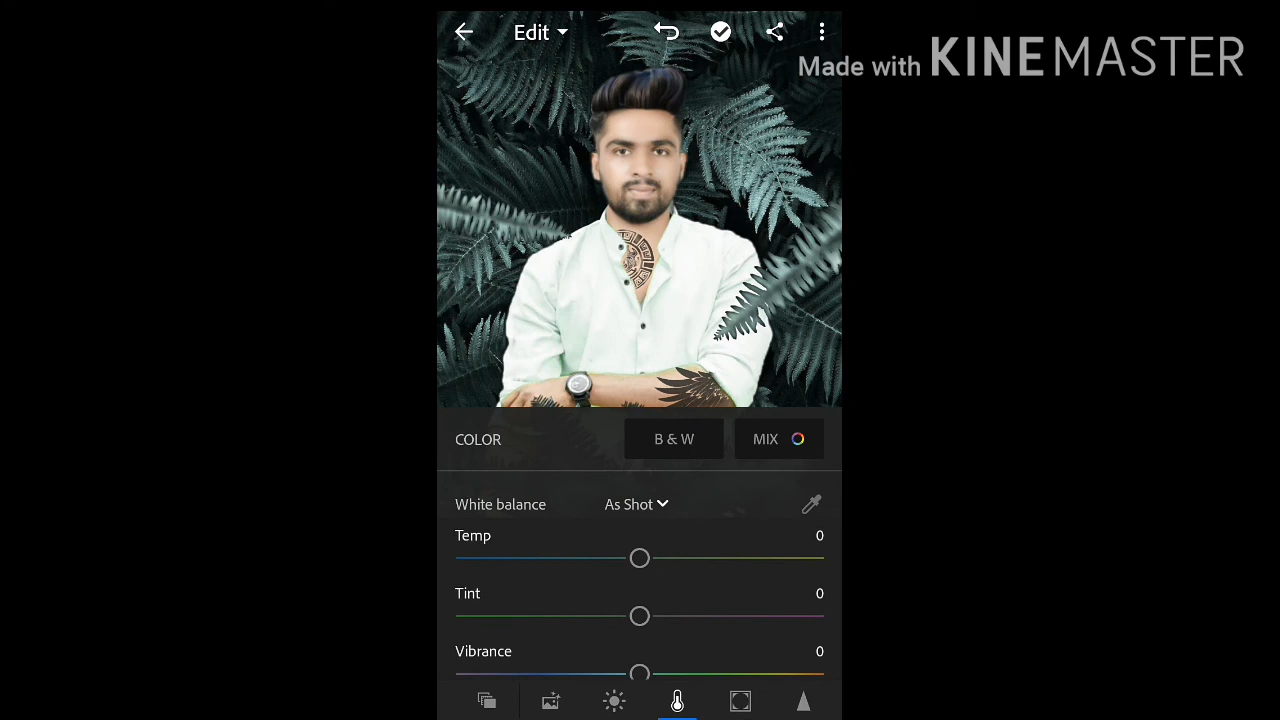 Edit
Made with KINEMASTER
COLOR B & W MIX
White balance As Shot
Temp 0
Tint 0
Vibrance 0